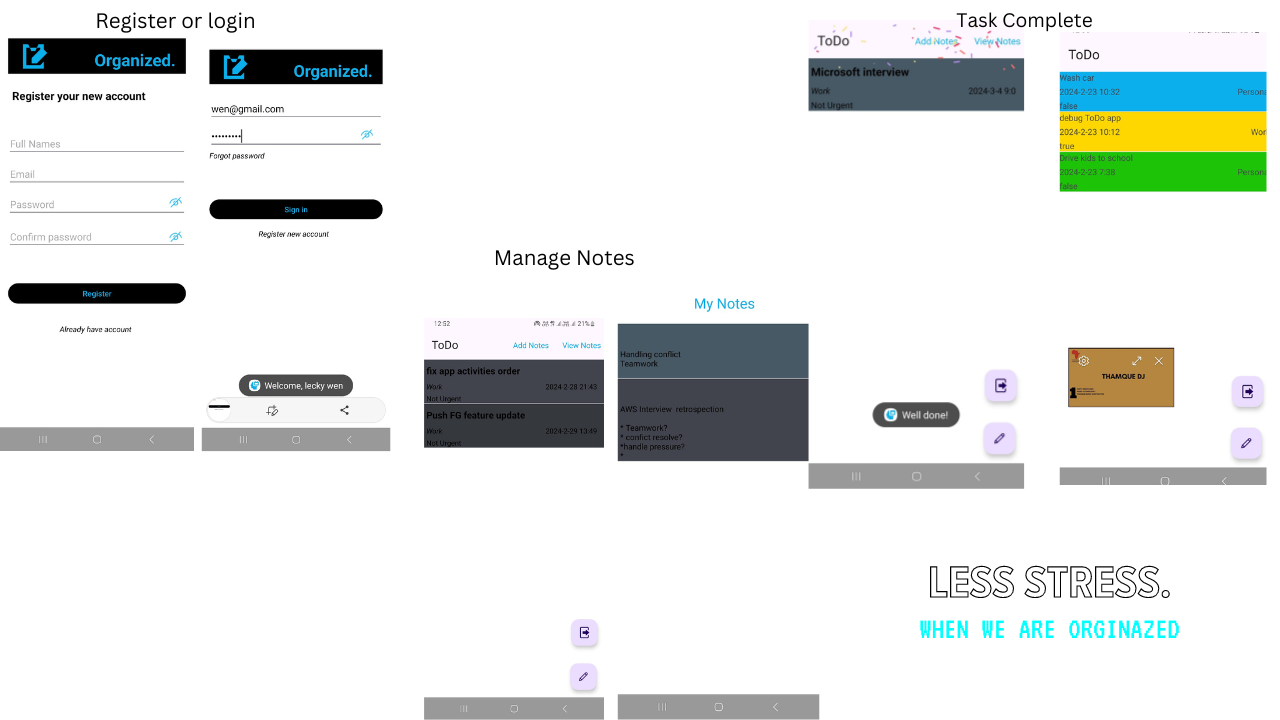 Register or login
Organized.
Register your new account
Full Names
Email
Password
Confirm password
Register
Already have account
Organized.
wen@gmail.com
•••••••••
Forgot password
Sign in
Register new account
Welcome, lecky wen
Manage Notes
12:52
21%
ToDo
Add Notes
View Notes
fix app activities order
Work
2024-2-28 21:43
Not Urgent
Push FG feature update
Work
2024-2-29 13:49
Not Urgent
My Notes
Handling conflict
Teamwork
AWS Interview retrospection
* Teamwork?
* confict resolve?
*handle pressure?
*
Task Complete
ToDo
Add Notes
View Notes
Microsoft interview
Work
2024-3-4 9:0
Not Urgent
Well done!
ToDo
Wash car
2024-2-23 10:32
Person
false
debug ToDo app
2024-2-23 10:12
Wor
true
Drive kids to school
2024-2-23 7:38
Person
false
THAMQUE DJ
1
LESS STRESS.
WHEN WE ARE ORGINAZED